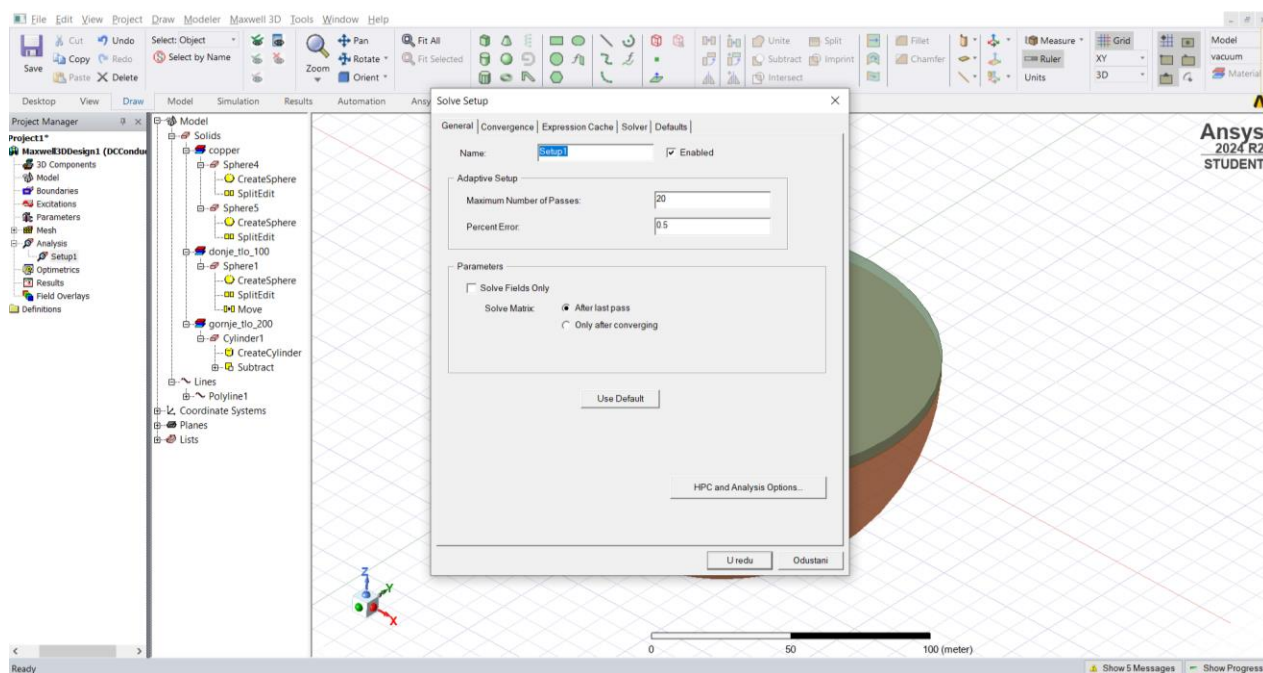 File Edit View Project Draw Modeler Maxwell 3D Tools Window Help
Save
Cut
Copy
Paste
Undo
Redo
Delete
Select: Object
Select by Name
Zoom
Pan
Rotate
Orient
Fit All
Fit Selected
Unite
Subtract
Intersect
Split
Imprint
Fillet
Chamfer
Measure
Ruler
Units
Grid
XY
3D
Model
vacuum
Material
Desktop View Draw Model Simulation Results Automation
Project Manager
Project1*
Maxwell3DDesign1 (DCCondu
3D Components
Model
Boundaries
Excitations
Parameters
Mesh
Analysis
Setup1
Optimetrics
Results
Field Overlays
Definitions
Model
Solids
copper
Sphere4
CreateSphere
SplitEdit
Sphere5
CreateSphere
SplitEdit
donje_tlo_100
Sphere1
CreateSphere
SplitEdit
Move
gornje_tlo_200
Cylinder1
CreateCylinder
Subtract
Lines
Polyline1
Coordinate Systems
Planes
Lists
Solve Setup
General Convergence Expression Cache Solver Defaults
Name: Setup1 Enabled
Adaptive Setup
Maximum Number of Passes: 20
Percent Error: 0.5
Parameters
Solve Fields Only
Solve Matrix: After last pass
Only after converging
Use Default
HPC and Analysis Options...
U redu Odustani
Ansys
2024 R2
STUDENT
Z
Y
X
0 50 100 (meter)
Ready
Show 5 Messages Show Progress